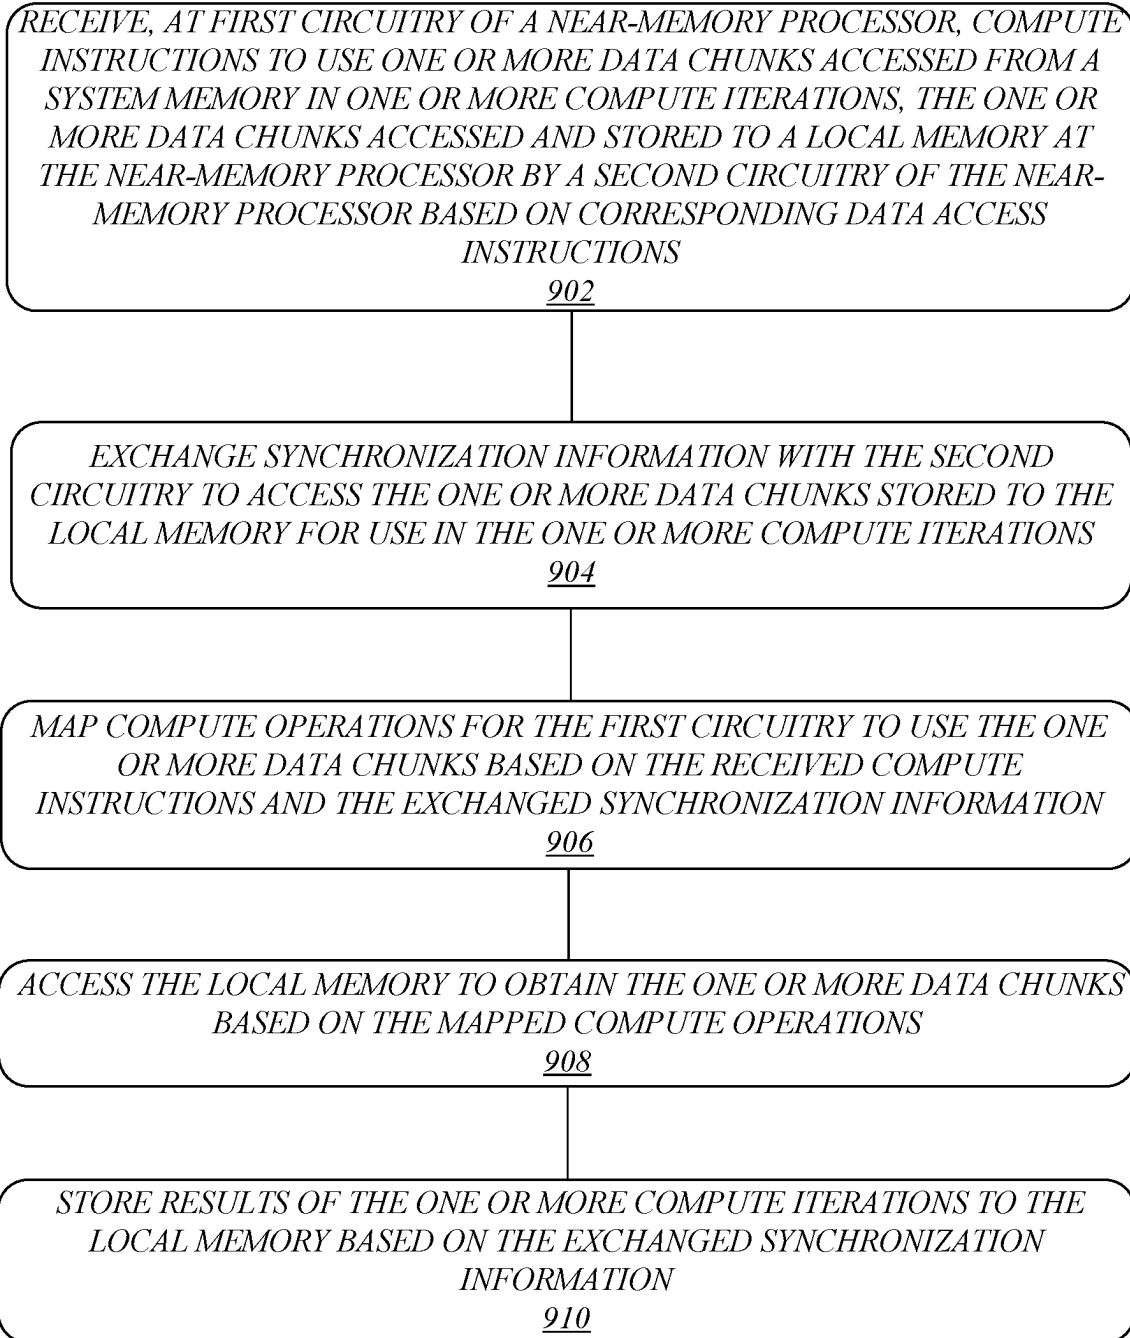 RECEIVE, AT FIRST CIRCUITRY OF A NEAR-MEMORY PROCESSOR, COMPUTE
INSTRUCTIONS TO USE ONE OR MORE DATA CHUNKS ACCESSED FROM A
SYSTEM MEMORY IN ONE OR MORE COMPUTE ITERATIONS, THE ONE OR
MORE DATA CHUNKS ACCESSED AND STORED TO A LOCAL MEMORY AT
THE NEAR-MEMORY PROCESSOR BY A SECOND CIRCUITRY OF THE NEAR-
MEMORY PROCESSOR BASED ON CORRESPONDING DATA ACCESS
INSTRUCTIONS
902
EXCHANGE SYNCHRONIZATION INFORMATION WITH THE SECOND
CIRCUITRY TO ACCESS THE ONE OR MORE DATA CHUNKS STORED TO THE
LOCAL MEMORY FOR USE IN THE ONE OR MORE COMPUTE ITERATIONS
904
MAP COMPUTE OPERATIONS FOR THE FIRST CIRCUITRY TO USE THE ONE
OR MORE DATA CHUNKS BASED ON THE RECEIVED COMPUTE
INSTRUCTIONS AND THE EXCHANGED SYNCHRONIZATION INFORMATION
906
ACCESS THE LOCAL MEMORY TO OBTAIN THE ONE OR MORE DATA CHUNKS
BASED ON THE MAPPED COMPUTE OPERATIONS
908
STORE RESULTS OF THE ONE OR MORE COMPUTE ITERATIONS TO THE
LOCAL MEMORY BASED ON THE EXCHANGED SYNCHRONIZATION
INFORMATION
910